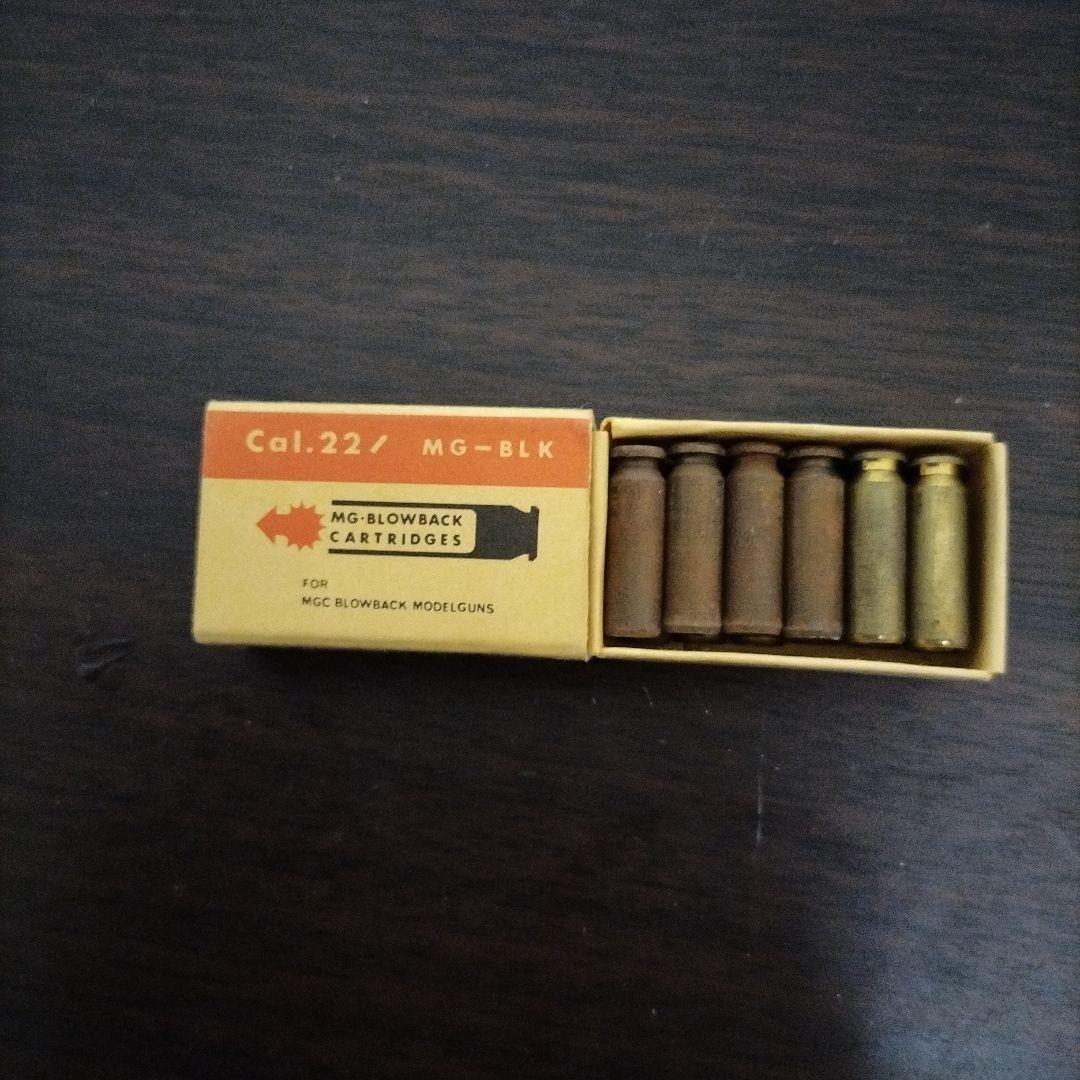 Cal.22/ MG-BLK
MG·BLOWBACK
CARTRIDGES
FOR
MGC BLOWBACK MODELGUNS